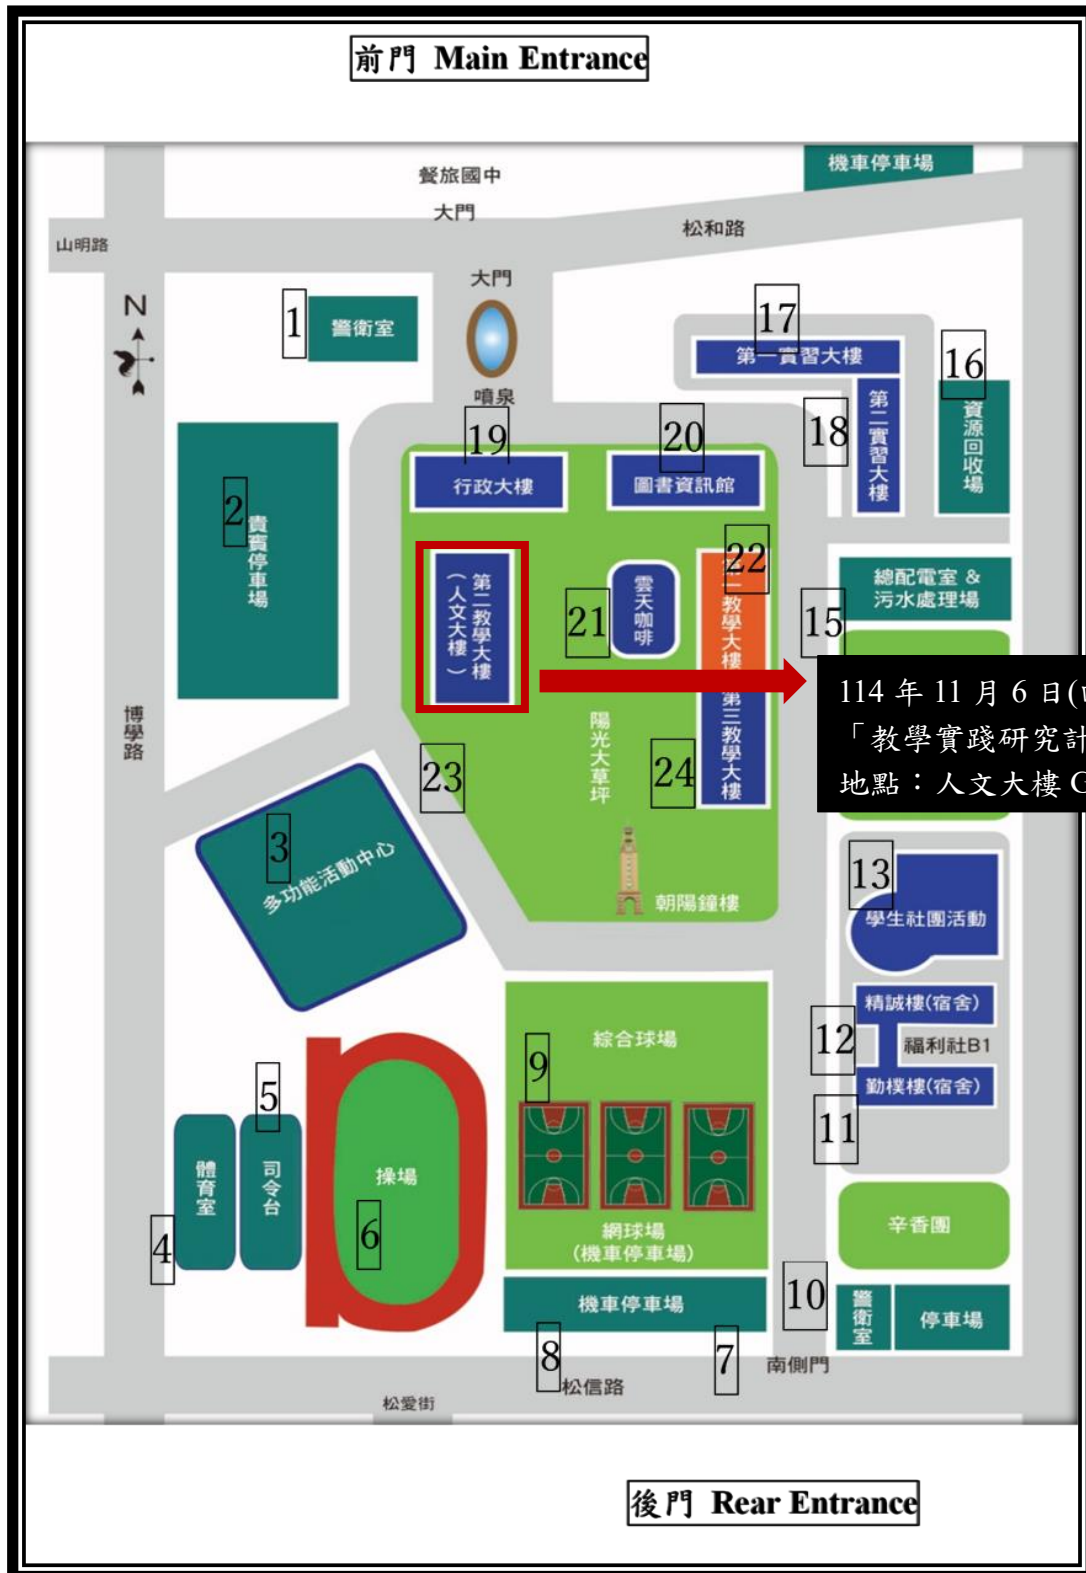 前門 Main Entrance
機車停車場
餐旅國中
大門
松和路
山明路
N
大門
1
警衛室
噴泉
17
第一實習大樓
16
資源回收場
18
第二實習大樓
19
行政大樓
20
圖書資訊館
2
貴賓停車場
第二教學大樓
(人文大樓)
21
雲天咖啡
22
第一教學大樓
總配電室 &
污水處理場
15
114 年 11 月 6 日(
「教學實踐研究計
地點：人文大樓 G
博學路
23
陽光大草坪
24
第三教學大樓
3
多功能活動中心
朝陽鐘樓
13
學生社團活動
精誠樓(宿舍)
12
福利社B1
勤樸樓(宿舍)
11
綜合球場
9
5
體育室
司令台
4
操場
6
網球場
(機車停車場)
辛香園
機車停車場
10
警衛室
停車場
8
7
南側門
松信路
松愛街
後門 Rear Entrance